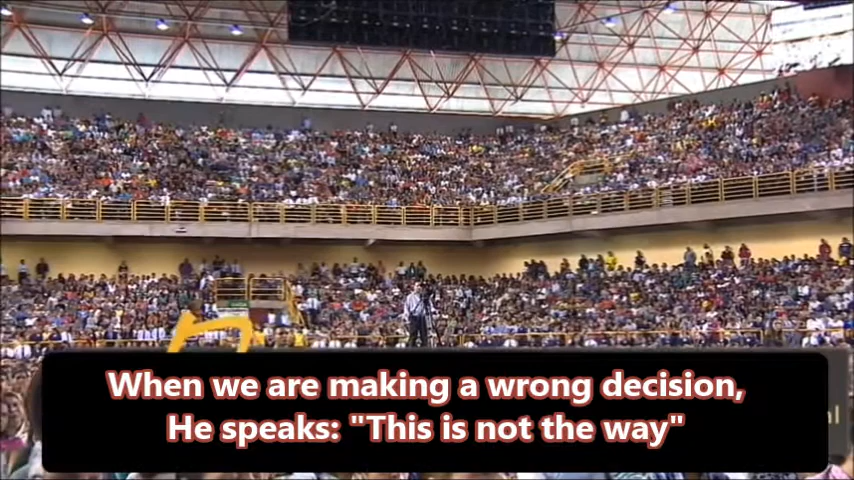 When we are making a wrong decision,
He speaks: "This is not the way"